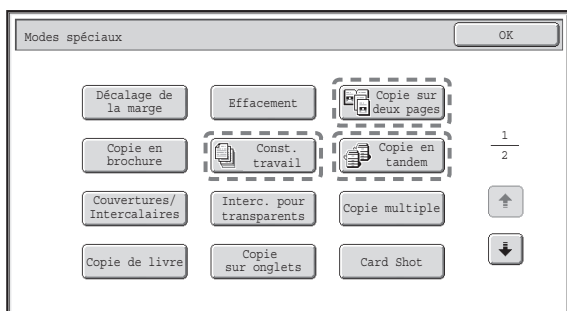 Modes spéciaux
OK
Décalage de
la marge
Effacement
Copie sur
deux pages
Copie en
brochure
Const.
travail
Copie en
tandem
1
2
Couvertures/
Intercalaires
Interc. pour
transparents
Copie multiple
Copie de livre
Copie
sur onglets
Card Shot